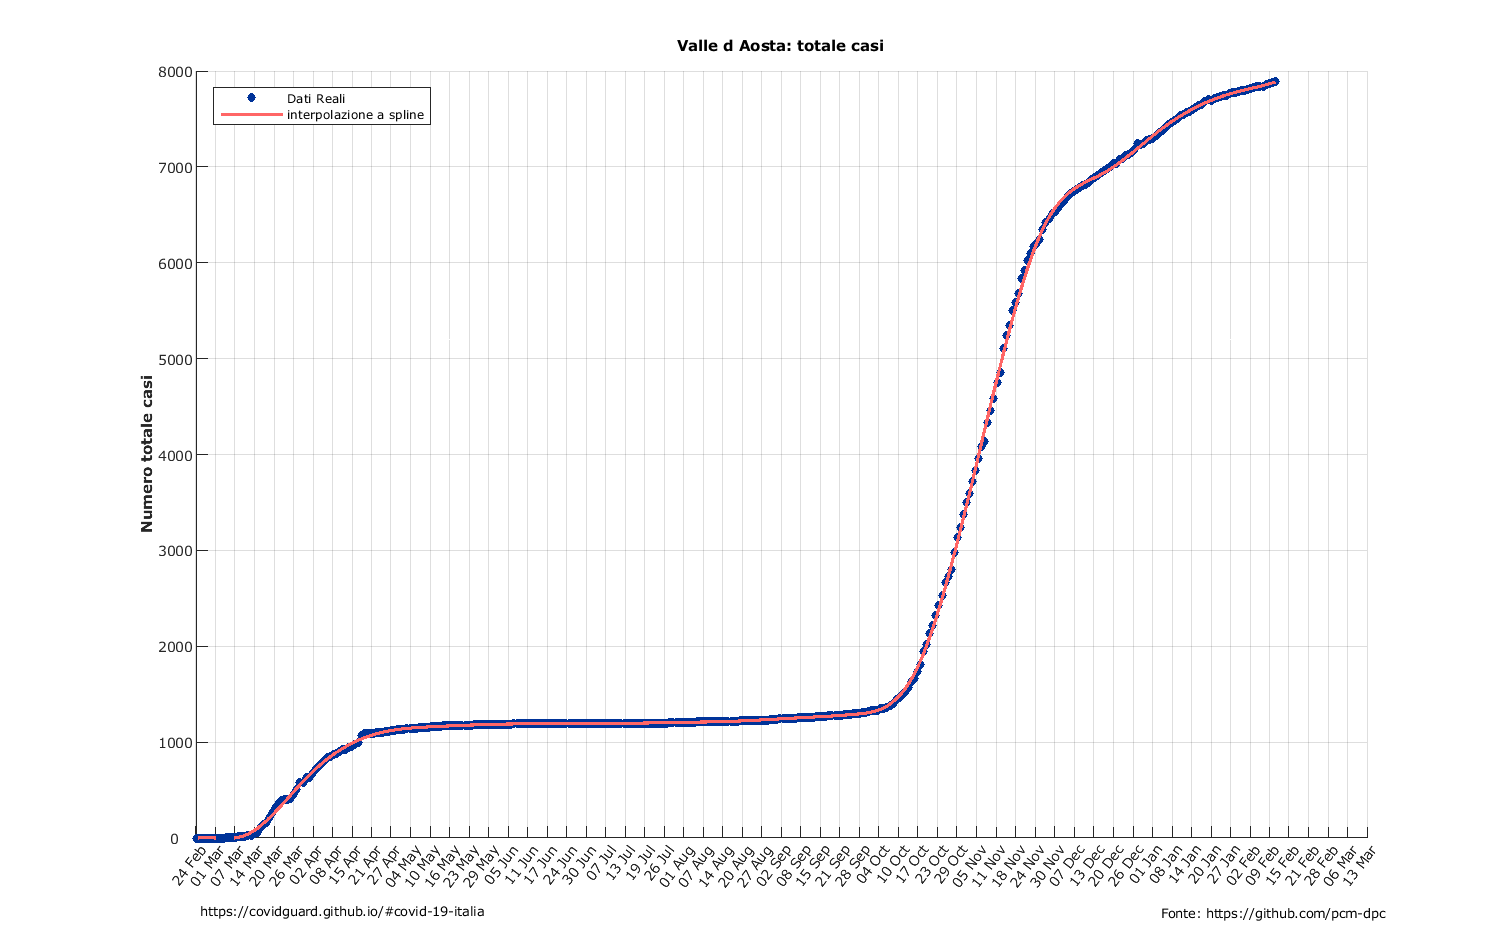 Valle d Aosta: totale casi
Dati Reali
interpolazione a spline
Numero totale casi
8000
7000
6000
5000
4000
3000
2000
1000
0
24 Feb
01 Mar
07 Mar
14 Mar
20 Mar
26 Mar
02 Apr
08 Apr
15 Apr
21 Apr
27 Apr
04 May
10 May
16 May
23 May
29 May
05 Jun
11 Jun
17 Jun
24 Jun
30 Jun
07 Jul
13 Jul
19 Jul
26 Jul
01 Aug
07 Aug
14 Aug
20 Aug
27 Aug
02 Sep
08 Sep
15 Sep
21 Sep
28 Sep
04 Oct
10 Oct
17 Oct
23 Oct
29 Oct
05 Nov
11 Nov
18 Nov
24 Nov
30 Dec
07 Dec
13 Dec
20 Dec
26 Dec
01 Jan
08 Jan
14 Jan
20 Jan
27 Jan
02 Feb
09 Feb
15 Feb
21 Feb
28 Feb
06 Mar
13 Mar
https://covidguard.github.io/#covid-19-italia
Fonte: https://github.com/pcm-dpc